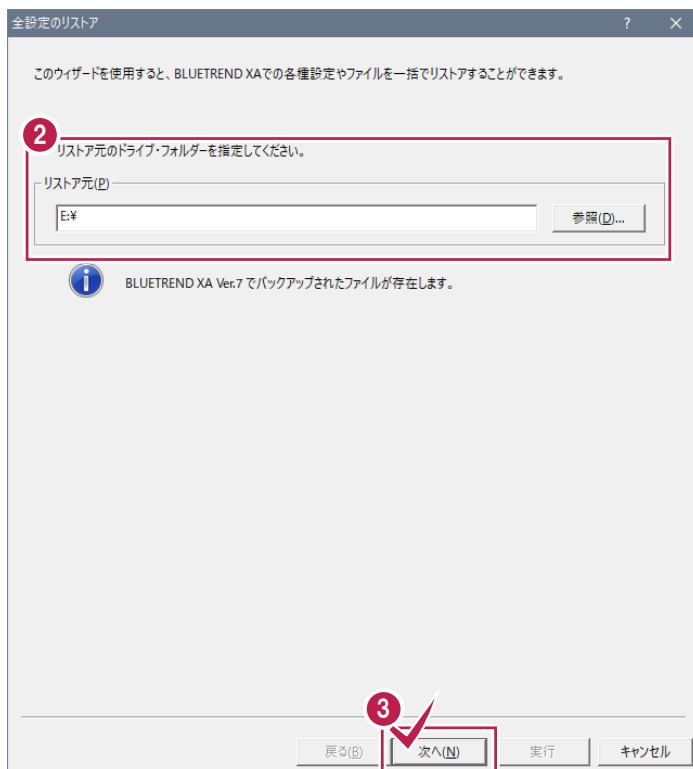 全設定のリストア
? ×
このウィザードを使用すると、BLUETREND XAでの各種設定やファイルを一括でリストアすることができます。
2
リストア元のドライブ・フォルダーを指定してください。
リストア元(P)
E:¥
参照(D)...
i
BLUETREND XA Ver.7 でバックアップされたファイルが存在します。
3
戻る(B) 次へ(N) 実行 キャンセル